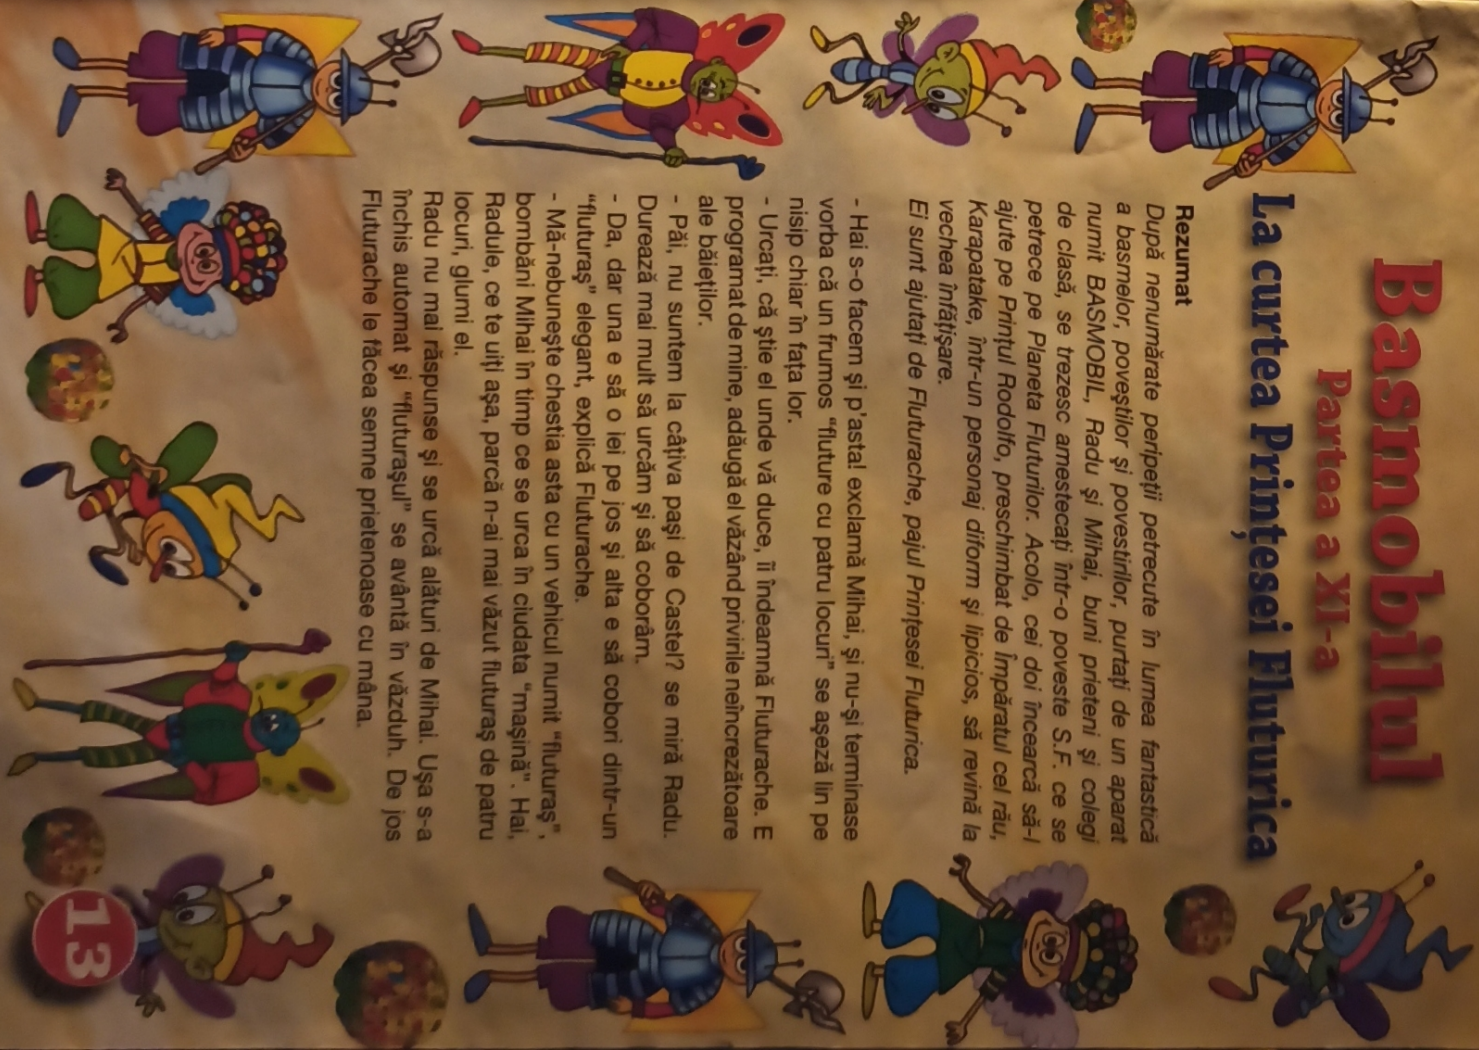 Basmobilul
Partea a XI-a
La curtea Prințesei Fluturica
Rezumat
După nenumărate peripeții petrecute în lumea fantastică
a basmelor, poveștilor și povestirilor, purtați de un aparat
numit BASMOBIL, Radu și Mihai, buni prieteni și colegi
de clasă, se trezesc amestecați într-o poveste S.F. ce se
petrece pe Planeta Fluturilor. Acolo, cei doi încearcă să-l
ajute pe Prințul Rodolfo, preschimbat de Împăratul cel rău,
Karapatake, într-un personaj diform și lipicios, să revină la
vechea înfățișare.
Ei sunt ajutați de Fluturache, pajul Prințesei Fluturica.
- Hai s-o facem și p'asta! exclamă Mihai, și nu-și terminase
vorba că un frumos “fluture cu patru locuri” se așeză lin pe
nisip chiar în fața lor.
- Urcați, că știe el unde vă duce, îi îndeamnă Fluturache. E
programat de mine, adăugă el văzând privirile neîncrezătoare
ale băieților.
- Păi, nu suntem la câțiva pași de Castel? se miră Radu.
Durează mai mult să urcăm și să coborâm.
- Da, dar una e să o iei pe jos și alta e să cobori dintr-un
“fluturaș” elegant, explică Fluturache.
- Mă-nebunește chestia asta cu un vehicul numit “fluturaș”,
bombăni Mihai în timp ce se urca în ciudata “mașină”. Hai,
Radule, ce te uiți așa, parcă n-ai mai văzut fluturaș de patru
locuri, glumi el.
Radu nu mai răspunse și se urcă alături de Mihai. Ușa s-a
închis automat și “fluturașul” se avântă în văzduh. De jos
Fluturache le făcea semne prietenoase cu mâna.
13